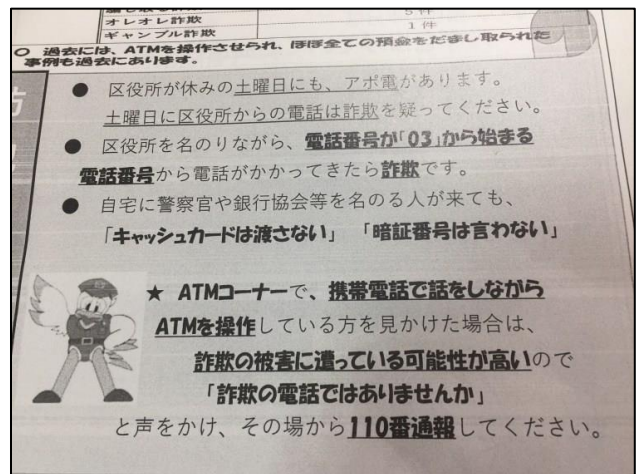 オレオレ詐欺
ギャンブル詐欺 1件
○ 過去には、ATMを操作させられ、ほぼ全ての預金をだまし取られた
事例も過去にあります。
● 区役所が休みの土曜日にも、アポ電があります。
土曜日に区役所からの電話は詐欺を疑ってください。
● 区役所を名のりながら、電話番号が「03」から始まる
電話番号から電話がかかってきたら詐欺です。
● 自宅に警察官や銀行協会等を名のる人が来ても、
「キャッシュカードは渡さない」 「暗証番号は言わない」
★ ATMコーナーで、携帯電話で話をしながら
ATMを操作している方を見かけた場合は、
詐欺の被害に遭っている可能性が高いので
「詐欺の電話ではありませんか」
と声をかけ、その場から110番通報してください。